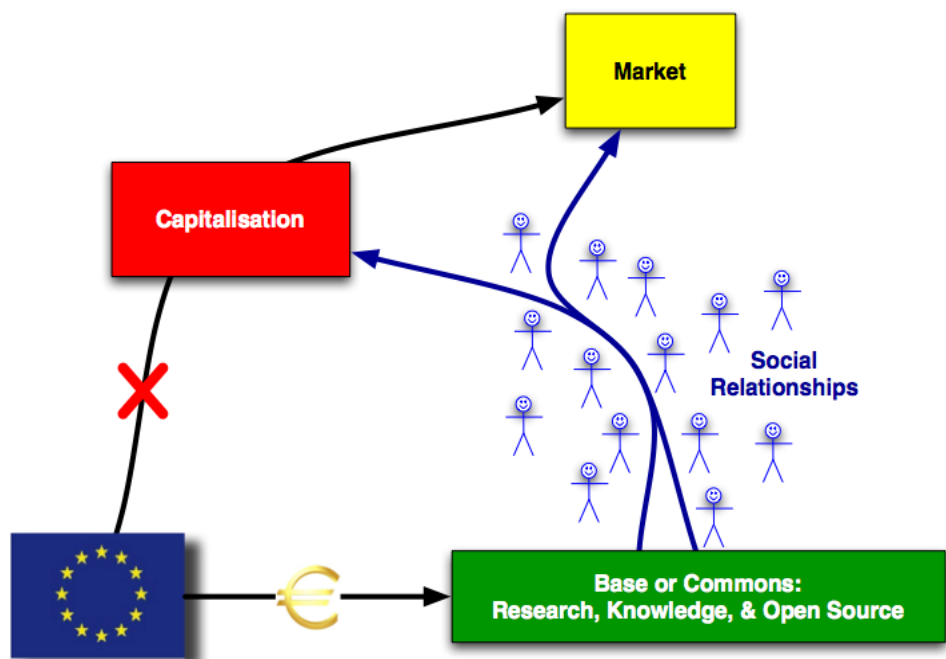 Market
Capitalisation
Social
Relationships
€
Base or Commons:
Research, Knowledge, & Open Source